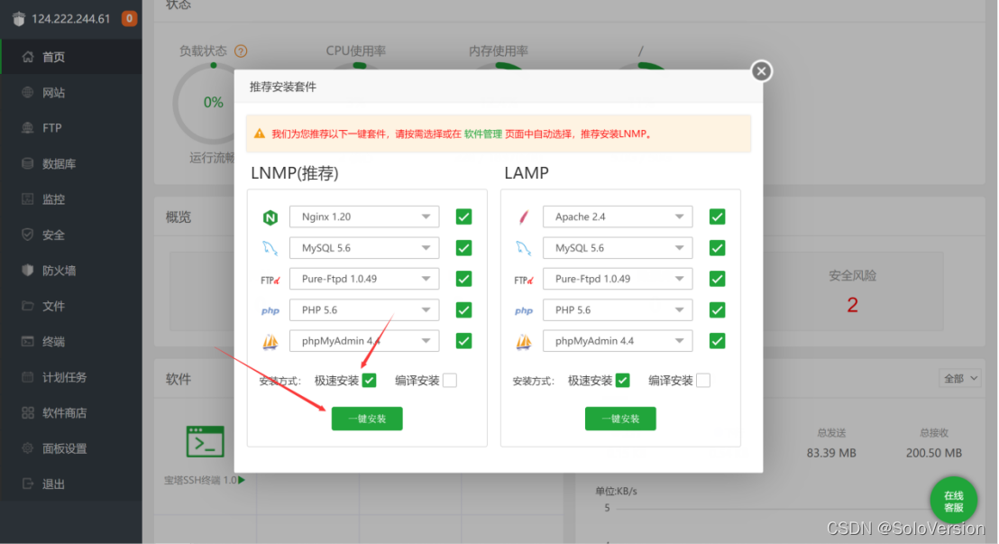 124.222.244.61 0
首页
网站
FTP
数据库
监控
安全
防火墙
文件
终端
计划任务
软件商店
面板设置
退出
状态
负载状态 ?
CPU使用率
内存使用率
/
0%
运行流畅
概览
安全风险
2
软件
宝塔SSH终端 1.0
全部
总发送
83.39 MB
总接收
200.50 MB
单位:KB/s
5
推荐安装套件
我们为您推荐以下一键套件，请按需选择或在 软件管理 页面中自动选择，推荐安装LNMP。
LNMP(推荐)
Nginx 1.20
MySQL 5.6
FTPd Pure-Ftpd 1.0.49
php PHP 5.6
phpMyAdmin 4.4
安装方式： 极速安装 编译安装
一键安装
LAMP
Apache 2.4
MySQL 5.6
FTPd Pure-Ftpd 1.0.49
php PHP 5.6
phpMyAdmin 4.4
安装方式： 极速安装 编译安装
一键安装
在线
客服
CSDN @SoloVersion